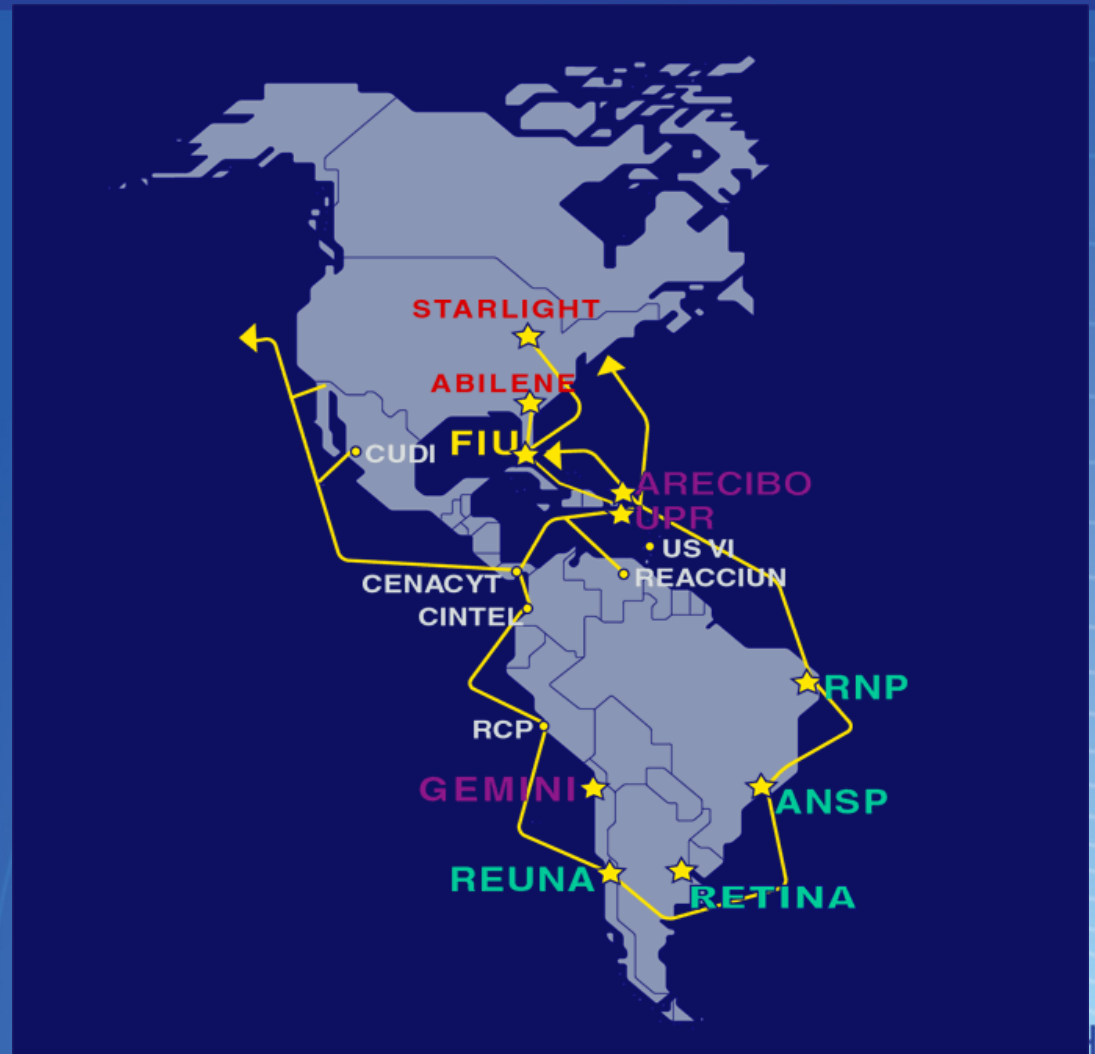 STARLIGHT
ABILENE
FIU
CUDI
ARECIBO
UPR
US VI
REACCIUN
CENACYT
CINTEL
RNP
RCP
GEMINI
ANSP
REUNA
RETINA